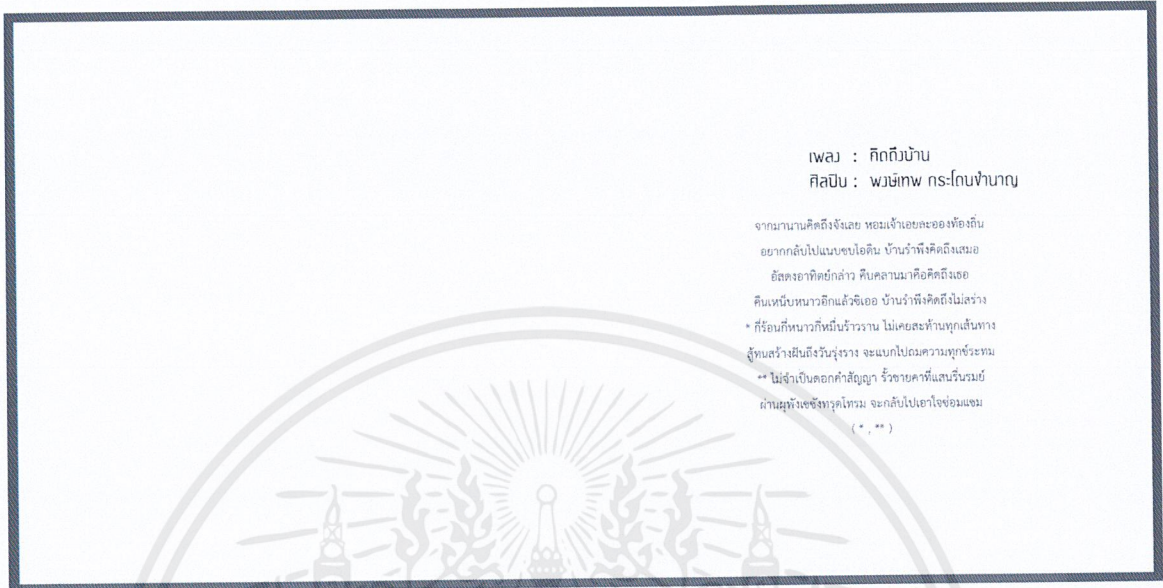 เพลง : คิดถึงบ้าน
ศิลปิน : พงษ์เทพ กระโดนชำนาญ
จากมานานคิดถึงจังเลย หอมเจ้าเอยละอองท้องถิ่น
อยากกลับไปแนบซบไอดิน บ้านรำพึงคิดถึงเสมอ
อัสดงอาทิตย์กล่าว คืบคลานมาคือคิดถึงเธอ
คืนเหน็บหนาวอีกแล้วซิเออ บ้านรำพึงคิดถึงไม่สร่าง
* กี่ร้อนกี่หนาวกี่หมื่นร้าวราน ไม่เคยสะท้านทุกเส้นทาง
สู้ทนสร้างฝันถึงวันรุ่งราง จะแบกไปถมความทุกข์ระทม
** ไม่จำเป็นดอกคำสัญญา รั้วชายคาที่แสนรื่นรมย์
ผ่านผุพังเซซังทรุดโทรม จะกลับไปเอาใจซ่อมแซม
( * , ** )